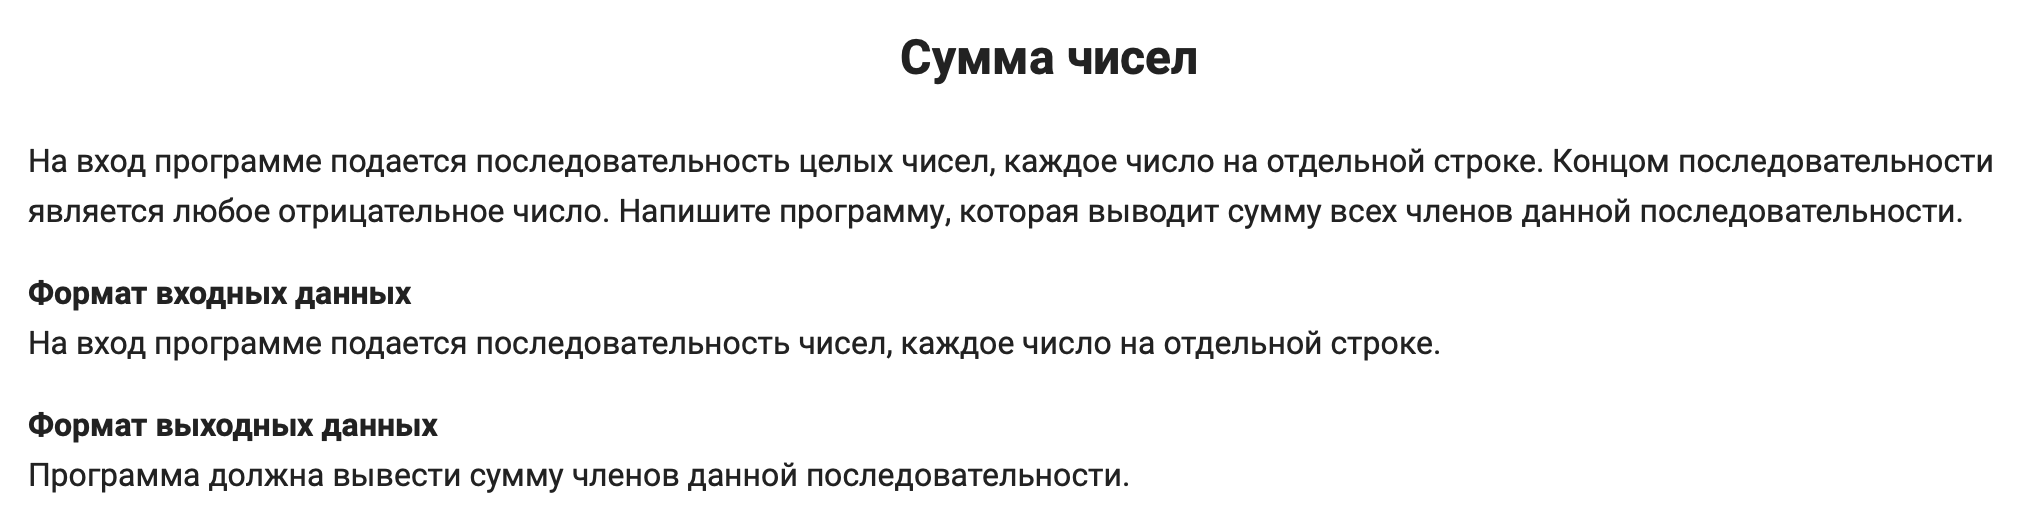 Сумма чисел
На вход программе подается последовательность целых чисел, каждое число на отдельной строке. Концом последовательности
является любое отрицательное число. Напишите программу, которая выводит сумму всех членов данной последовательности.
Формат входных данных
На вход программе подается последовательность чисел, каждое число на отдельной строке.
Формат выходных данных
Программа должна вывести сумму членов данной последовательности.